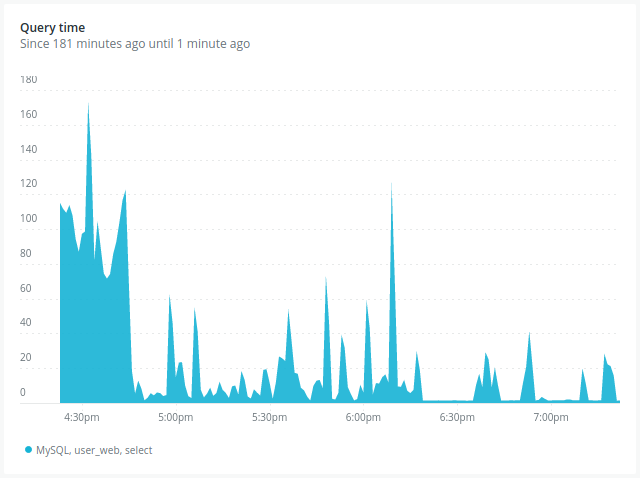 Query time
Since 181 minutes ago until 1 minute ago
180
160
140
120
100
80
60
40
20
0
4:30pm 5:00pm 5:30pm 6:00pm 6:30pm 7:00pm
MySQL, user_web, select